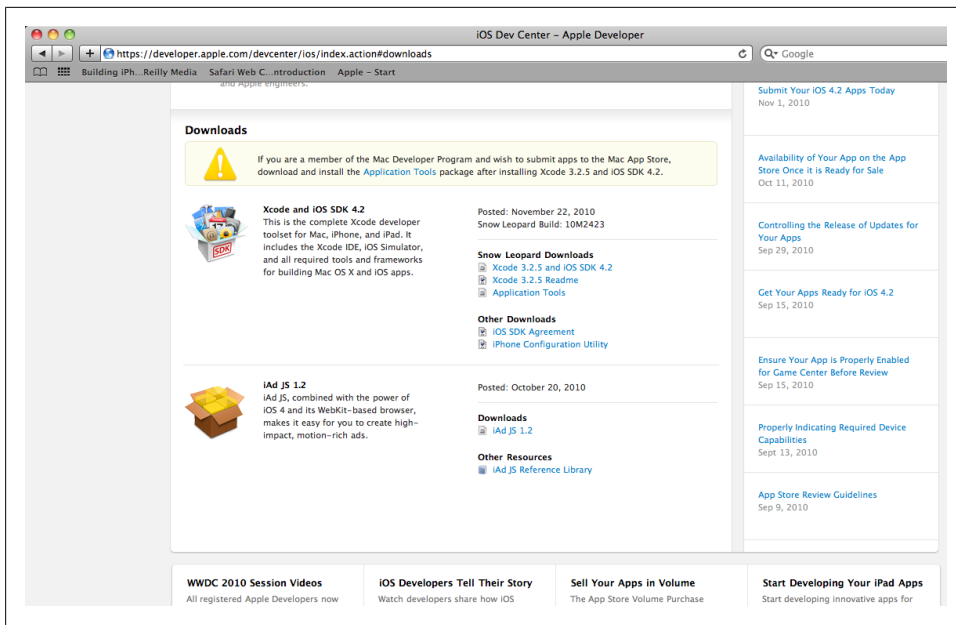 iOS Dev Center – Apple Developer
https://developer.apple.com/devcenter/ios/index.action#downloads
Google
Building iPh...Reilly Media Safari Web C...ntroduction Apple – Start
and Apple engineers.
Downloads
If you are a member of the Mac Developer Program and wish to submit apps to the Mac App Store,
download and install the Application Tools package after installing Xcode 3.2.5 and iOS SDK 4.2.
SDK
Xcode and iOS SDK 4.2
This is the complete Xcode developer
toolset for Mac, iPhone, and iPad. It
includes the Xcode IDE, iOS Simulator,
and all required tools and frameworks
for building Mac OS X and iOS apps.
Posted: November 22, 2010
Snow Leopard Build: 10M2423
Snow Leopard Downloads
Xcode 3.2.5 and iOS SDK 4.2
Xcode 3.2.5 Readme
Application Tools
Other Downloads
iOS SDK Agreement
iPhone Configuration Utility
iAd JS 1.2
iAd JS, combined with the power of
iOS 4 and its WebKit-based browser,
makes it easy for you to create high-
impact, motion-rich ads.
Posted: October 20, 2010
Downloads
iAd JS 1.2
Other Resources
iAd JS Reference Library
Submit Your iOS 4.2 Apps Today
Nov 1, 2010
Availability of Your App on the App
Store Once it is Ready for Sale
Oct 11, 2010
Controlling the Release of Updates for
Your Apps
Sep 29, 2010
Get Your Apps Ready for iOS 4.2
Sep 15, 2010
Ensure Your App is Properly Enabled
for Game Center Before Review
Sep 15, 2010
Properly Indicating Required Device
Capabilities
Sept 13, 2010
App Store Review Guidelines
Sep 9, 2010
WWDC 2010 Session Videos
All registered Apple Developers now
iOS Developers Tell Their Story
Watch developers share how iOS
Sell Your Apps in Volume
The App Store Volume Purchase
Start Developing Your iPad Apps
Start developing innovative apps for